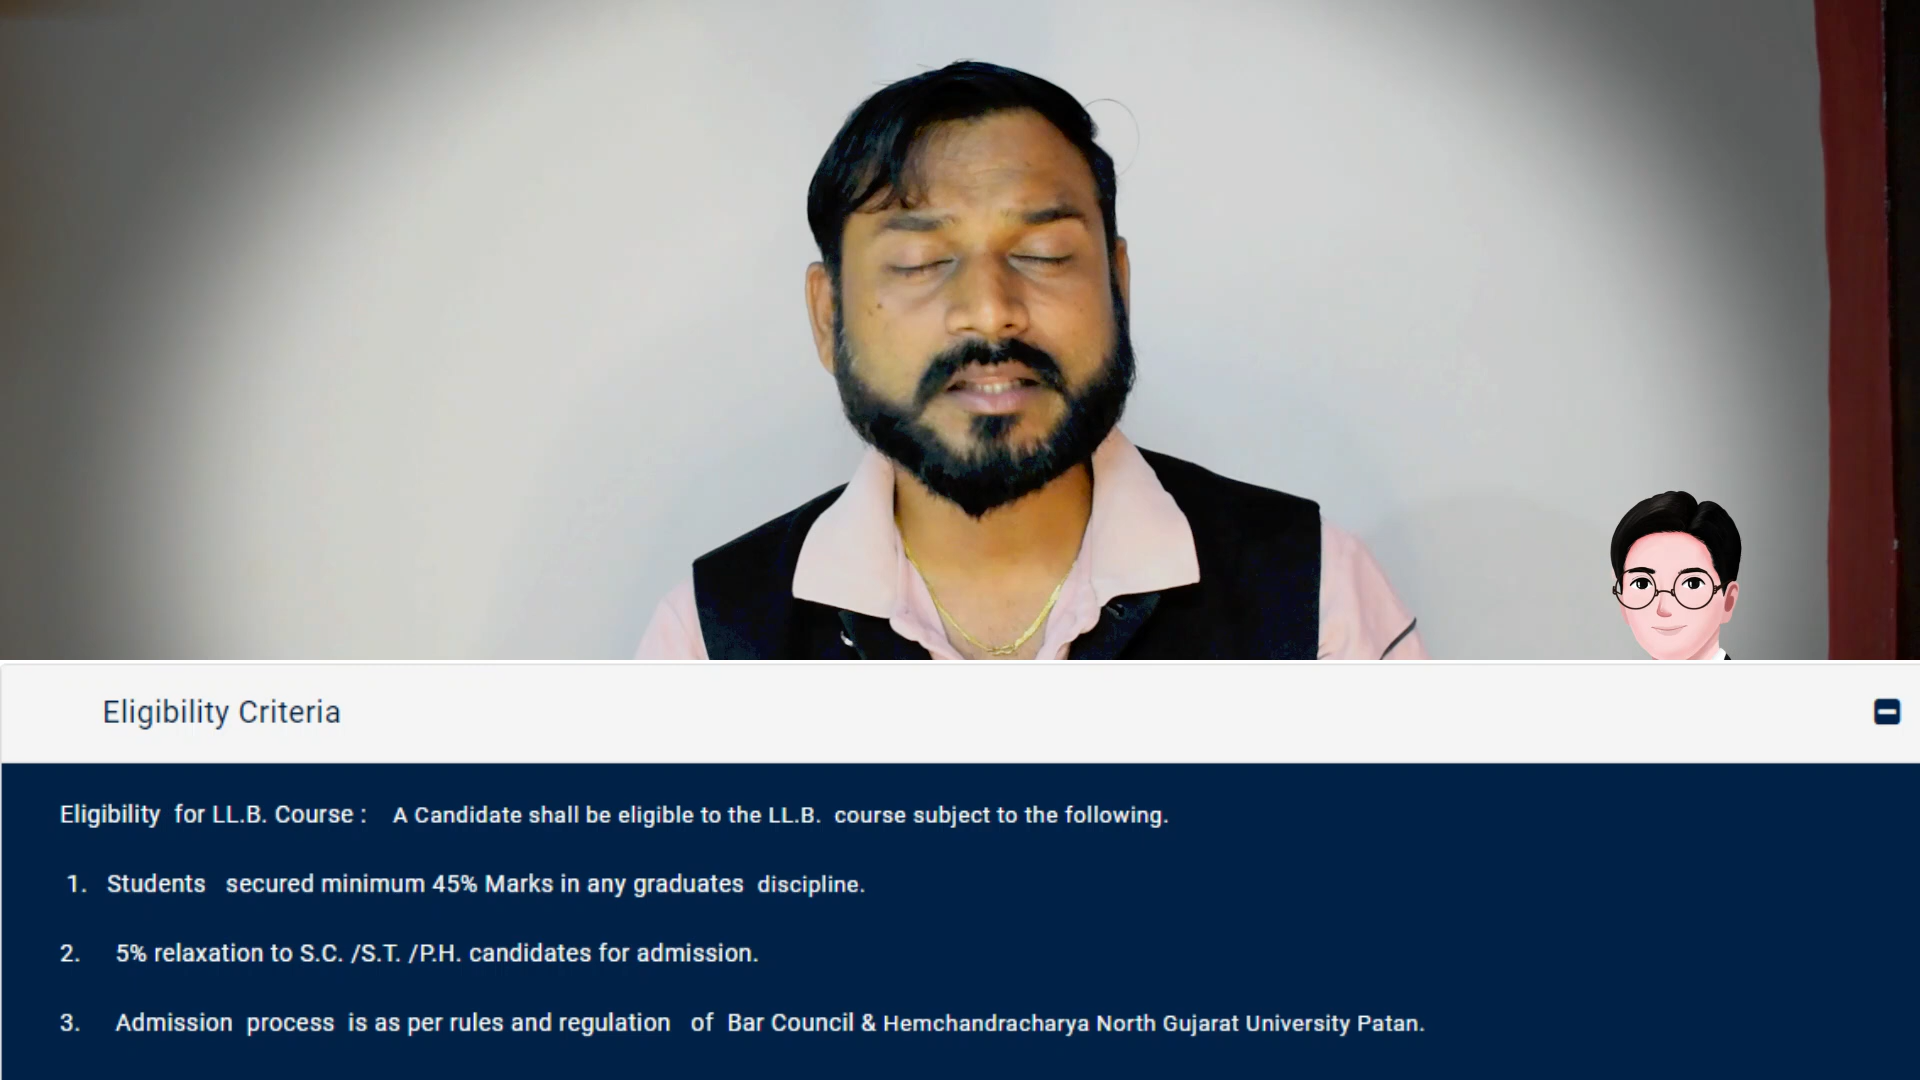 Eligibility Criteria
Eligibility for LL.B. Course : A Candidate shall be eligible to the LL.B. course subject to the following.
1. Students secured minimum 45% Marks in any graduates discipline.
2. 5% relaxation to S.C. /S.T. /P.H. candidates for admission.
3. Admission process is as per rules and regulation of Bar Council & Hemchandracharya North Gujarat University Patan.